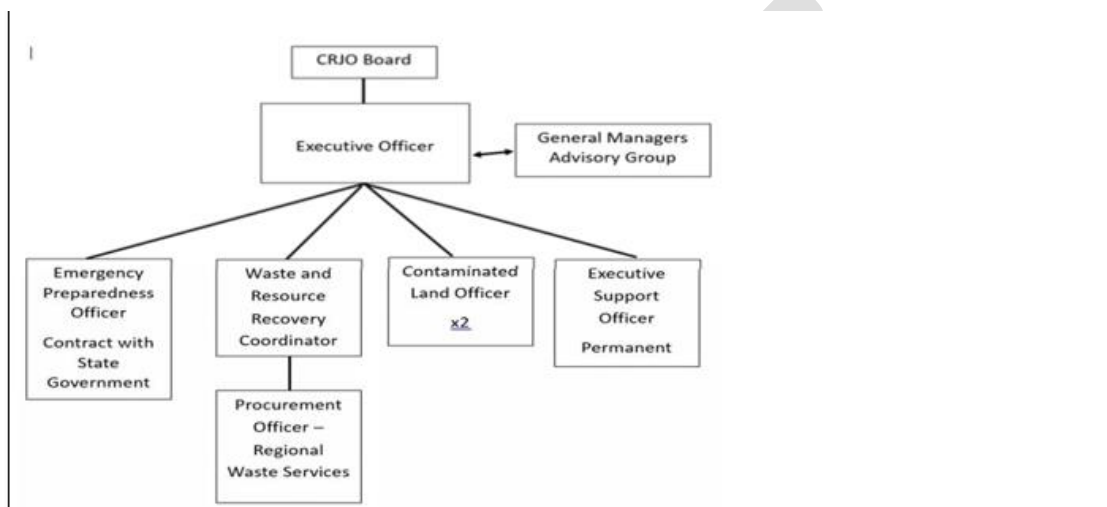 CRJO Board
Executive Officer
General Managers
Advisory Group
Emergency
Preparedness
Officer
Contract with
State
Government
Waste and
Resource
Recovery
Coordinator
Contaminated
Land Officer
x2
Executive
Support
Officer
Permanent
Procurement
Officer –
Regional
Waste Services